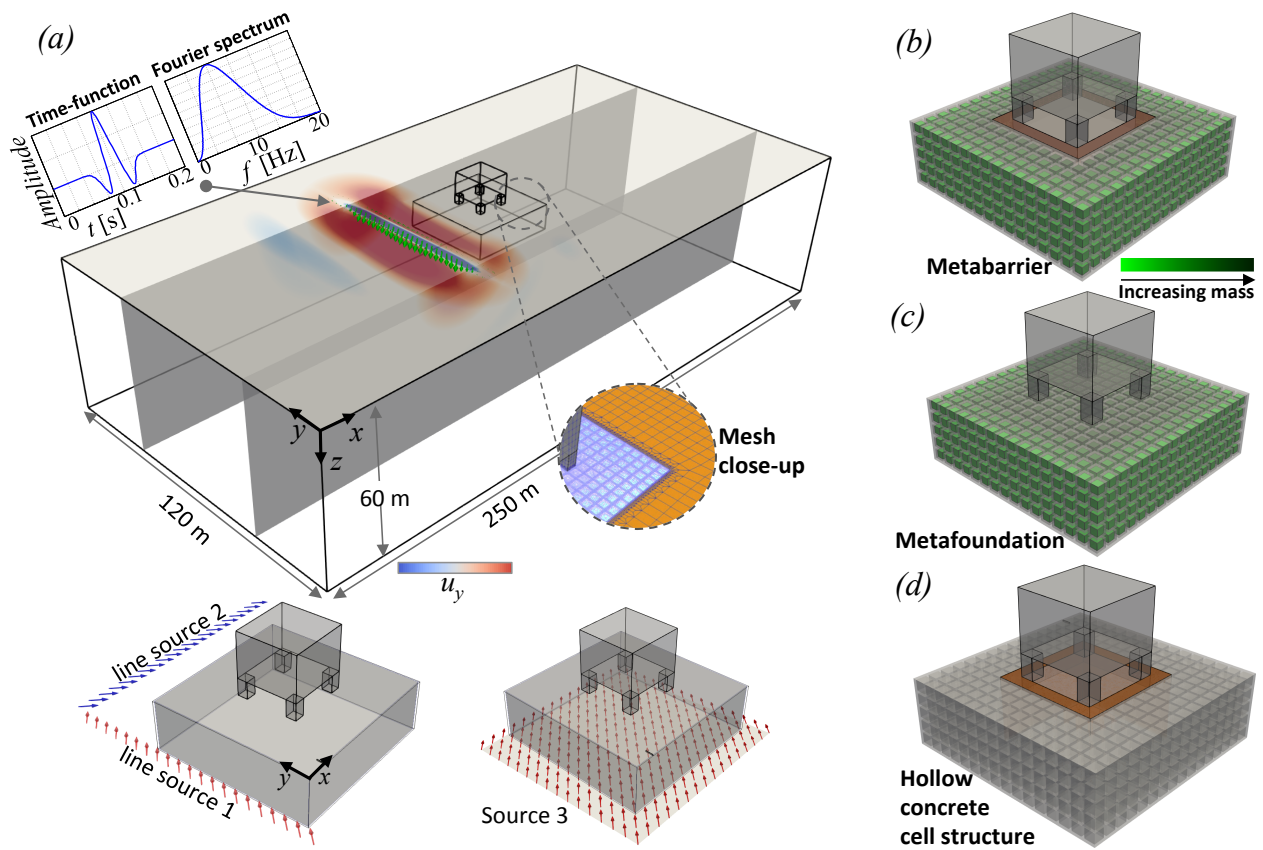 (a)
Time-function
Fourier spectrum
Amplitude
0
0.1
0.2
t [s]
0
10
20
f [Hz]
y
x
z
120 m
60 m
250 m
Mesh
close-up
u_y
line source 2
line source 1
y
x
Source 3
(b)
Metabarrier
Increasing mass
(c)
Metafoundation
(d)
Hollow
concrete
cell structure